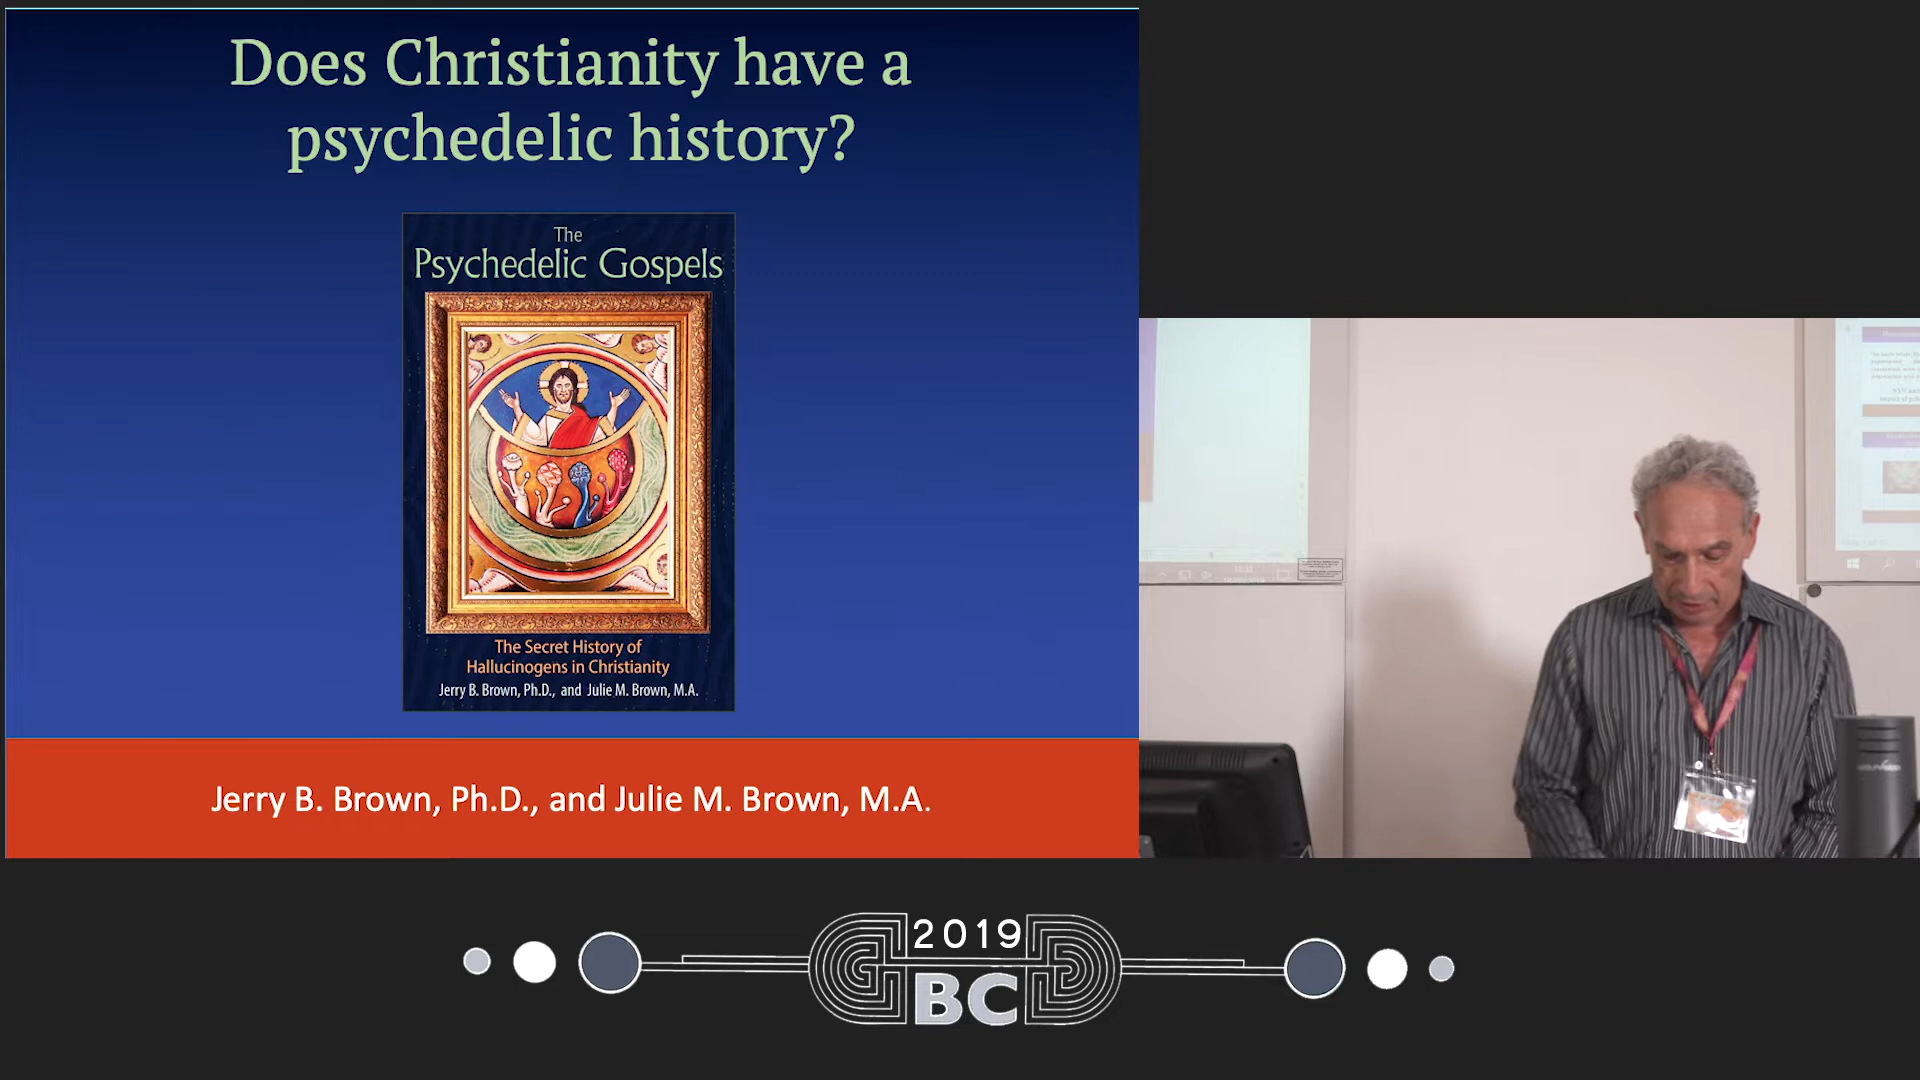 Does Christianity have a
psychedelic history?
The
Psychedelic Gospels
The Secret History of
Hallucinogens in Christianity
Jerry B. Brown, Ph.D., and Julie M. Brown, M.A.
Jerry B. Brown, Ph.D., and Julie M. Brown, M.A.
2019
BC